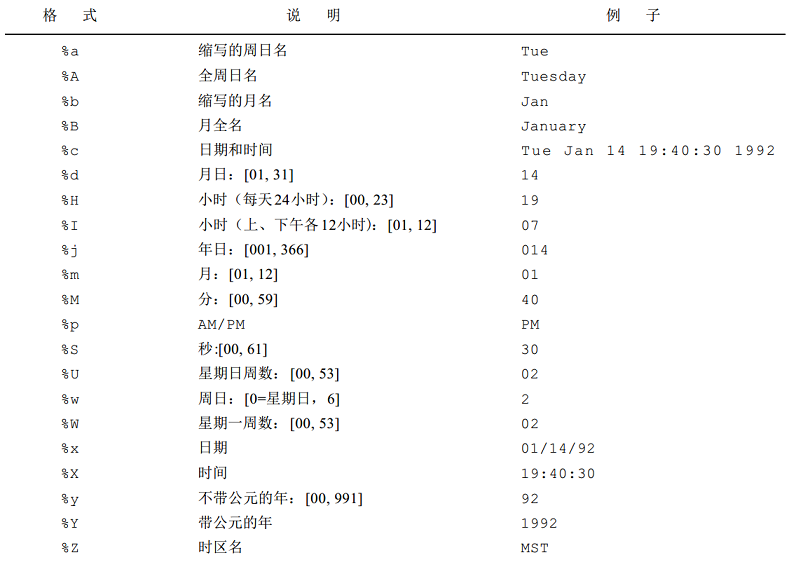 格 式 说 明 例 子
%a 缩写的周日名 Tue
%A 全周日名 Tuesday
%b 缩写的月名 Jan
%B 月全名 January
%c 日期和时间 Tue Jan 14 19:40:30 1992
%d 月日：[01, 31] 14
%H 小时（每天24小时）：[00, 23] 19
%I 小时（上、下午各12小时)：[01, 12] 07
%j 年日：[001, 366] 014
%m 月：[01, 12] 01
%M 分：[00, 59] 40
%p AM/PM PM
%S 秒:[00, 61] 30
%U 星期日周数：[00, 53] 02
%w 周日：[0=星期日，6] 2
%W 星期一周数：[00, 53] 02
%x 日期 01/14/92
%X 时间 19:40:30
%y 不带公元的年：[00, 991] 92
%Y 带公元的年 1992
%Z 时区名 MST